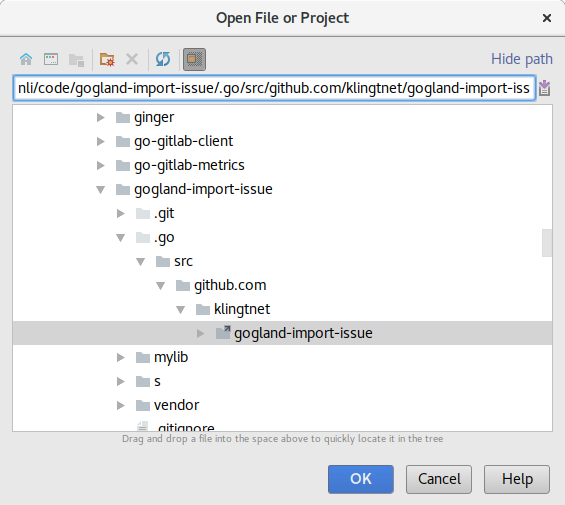 Open File or Project
Hide path
nli/code/gogland-import-issue/.go/src/github.com/klingtnet/gogland-import-iss
ginger
go-gitlab-client
go-gitlab-metrics
gogland-import-issue
.git
.go
src
github.com
klingtnet
gogland-import-issue
mylib
s
vendor
.gitignore
Drag and drop a file into the space above to quickly locate it in the tree
OK
Cancel
Help